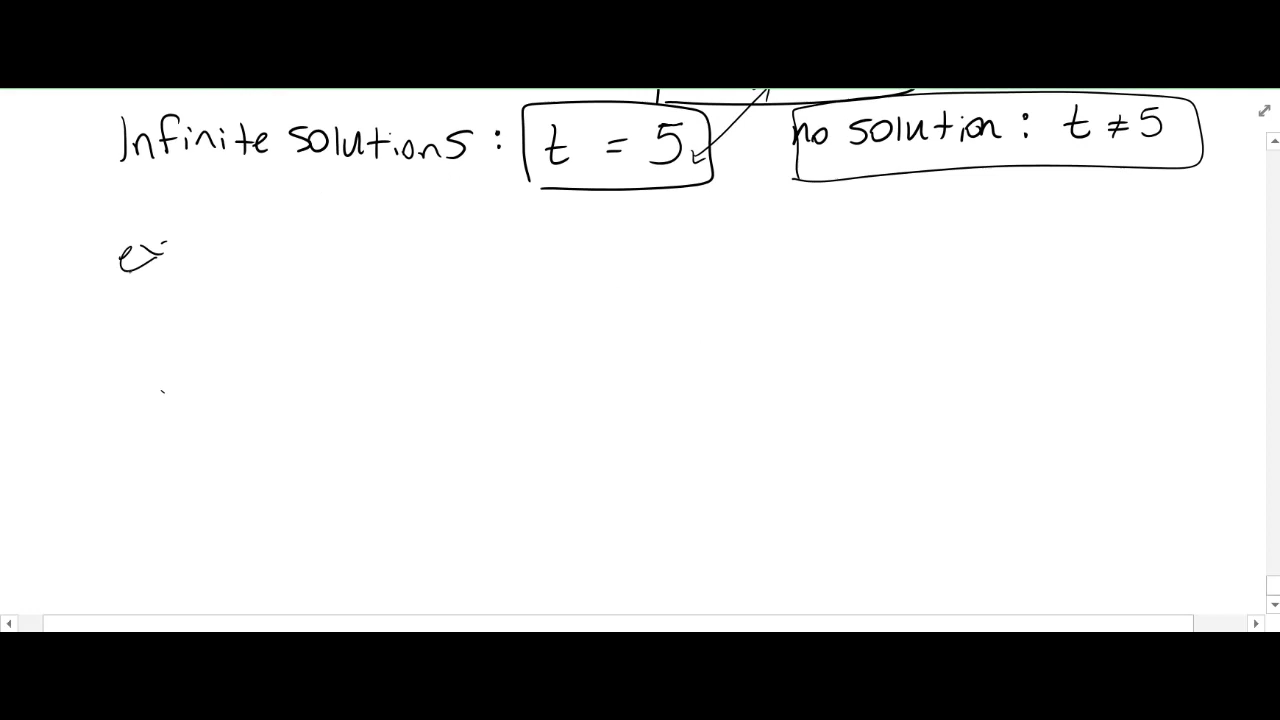 Infinite solutions : t = 5
no solution : t ≠ 5
ex